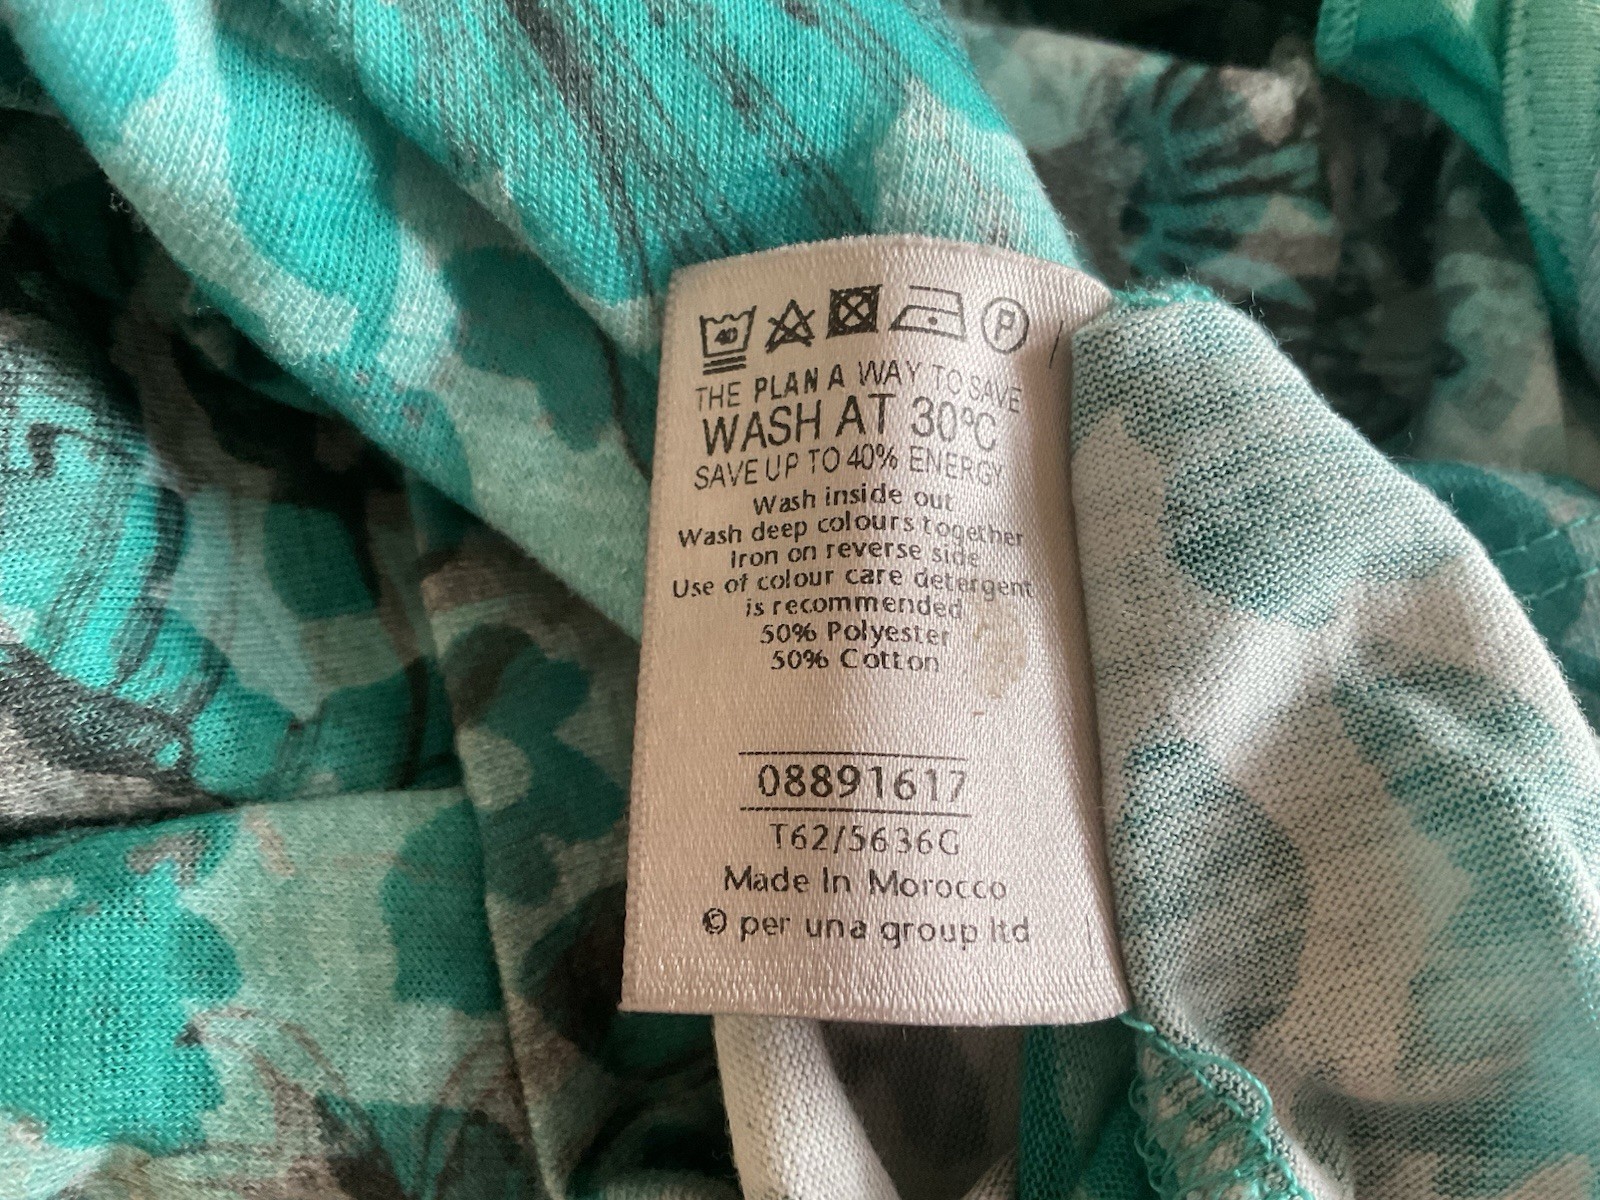 40 P
THE PLAN A WAY TO SAVE
WASH AT 30°C
SAVE UP TO 40% ENERGY
Wash inside out
Wash deep colours together
Iron on reverse side
Use of colour care detergent
is recommended
50% Polyester
50% Cotton
08891617
T62/5636G
Made In Morocco
© per una group ltd